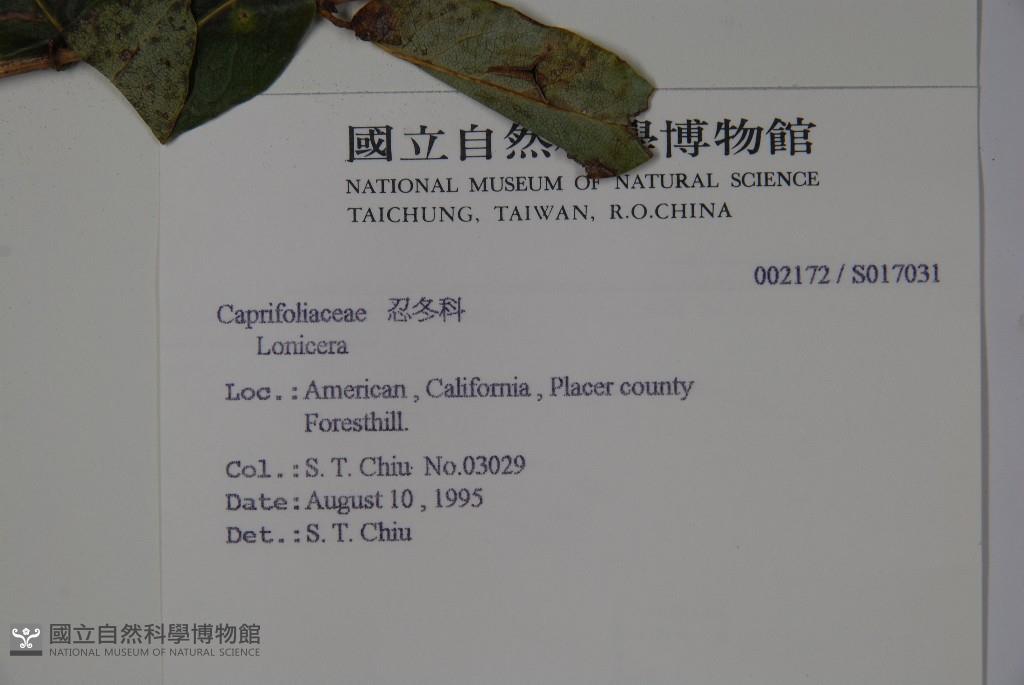 國立自然科學博物館
NATIONAL MUSEUM OF NATURAL SCIENCE
TAICHUNG, TAIWAN, R.O.CHINA
002172 / S017031
Caprifoliaceae 忍冬科
Lonicera
Loc.: American , California , Placer county
Foresthill.
Col.: S. T. Chiu No.03029
Date: August 10 , 1995
Det.: S. T. Chiu
國立自然科學博物館
NATIONAL MUSEUM OF NATURAL SCIENCE